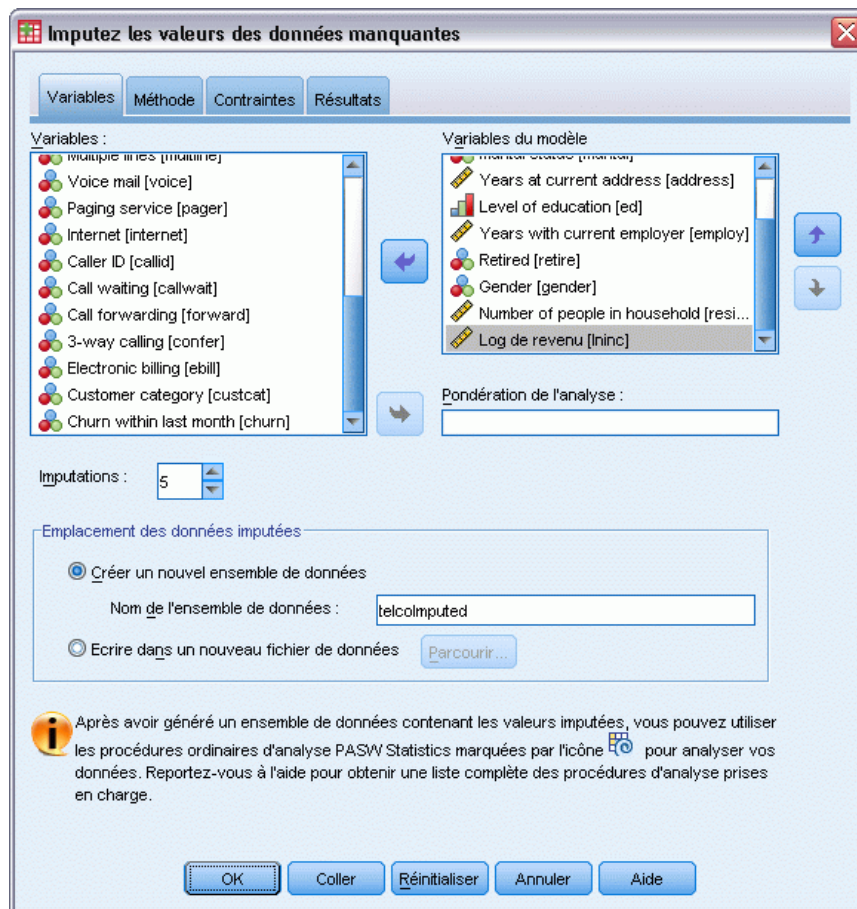 Imputez les valeurs des données manquantes
Variables
Méthode
Contraintes
Résultats
Variables :
Multiple lines [multline]
Voice mail [voice]
Paging service [pager]
Internet [internet]
Caller ID [callid]
Call waiting [callwait]
Call forwarding [forward]
3-way calling [confer]
Electronic billing [ebill]
Customer category [custcat]
Churn within last month [churn]
Variables du modèle
Marital status [marital]
Years at current address [address]
Level of education [ed]
Years with current employer [employ]
Retired [retire]
Gender [gender]
Number of people in household [resi...
Log de revenu [lninc]
Pondération de l'analyse :
Imputations :
5
Emplacement des données imputées
Créer un nouvel ensemble de données
Nom de l'ensemble de données :
telcoImputed
Ecrire dans un nouveau fichier de données
Parcourir...
Après avoir généré un ensemble de données contenant les valeurs imputées, vous pouvez utiliser
les procédures ordinaires d'analyse PASW Statistics marquées par l'icône pour analyser vos
données. Reportez-vous à l'aide pour obtenir une liste complète des procédures d'analyse prises
en charge.
OK
Coller
Réinitialiser
Annuler
Aide